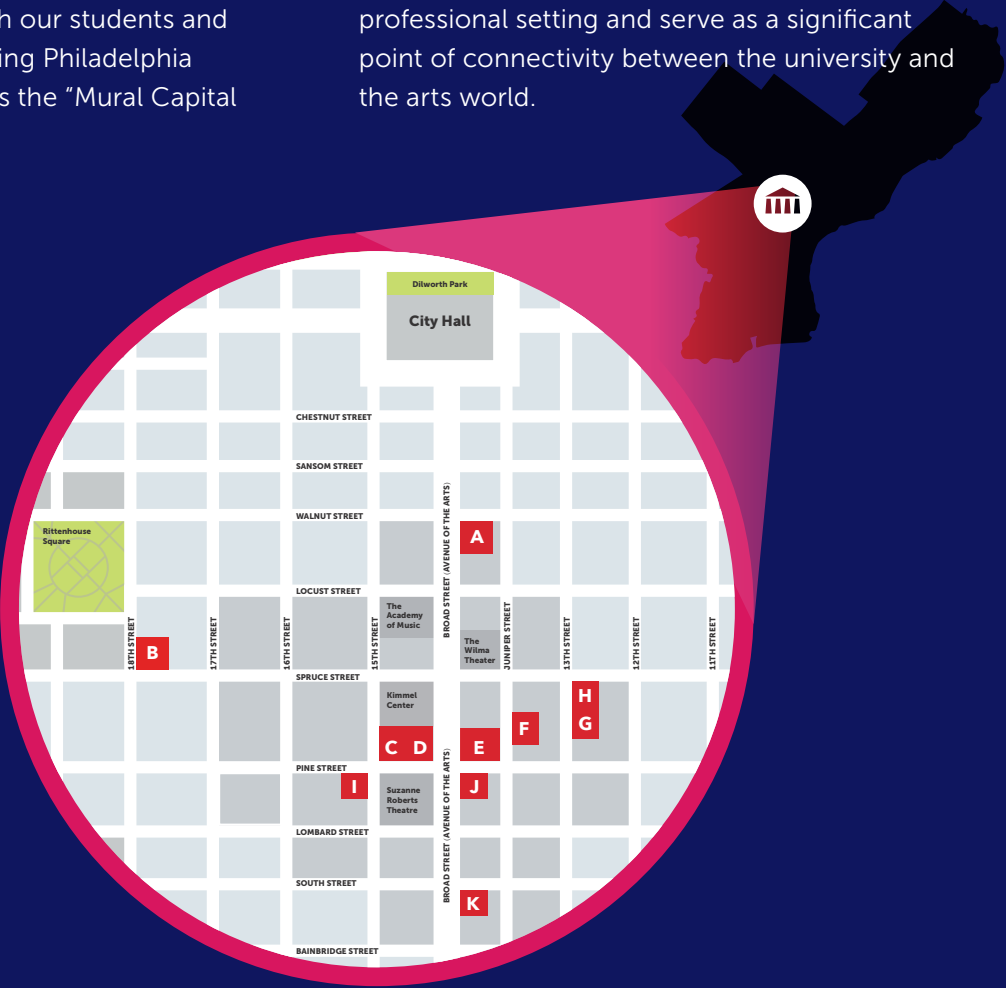 h our students and
ing Philadelphia
s the “Mural Capital
professional setting and serve as a significant
point of connectivity between the university and
the arts world.
Dilworth Park
City Hall
CHESTNUT STREET
SANSOM STREET
WALNUT STREET
BROAD STREET (AVENUE OF THE ARTS)
A
Rittenhouse
Square
LOCUST STREET
The
Academy
of Music
The
Wilma
Theater
18TH STREET
B
17TH STREET
16TH STREET
15TH STREET
JUNIPER STREET
13TH STREET
12TH STREET
11TH STREET
SPRUCE STREET
Kimmel
Center
H
G
F
C D
E
PINE STREET
I
Suzanne
Roberts
Theatre
J
BROAD STREET (AVENUE OF THE ARTS)
LOMBARD STREET
SOUTH STREET
K
BAINBRIDGE STREET